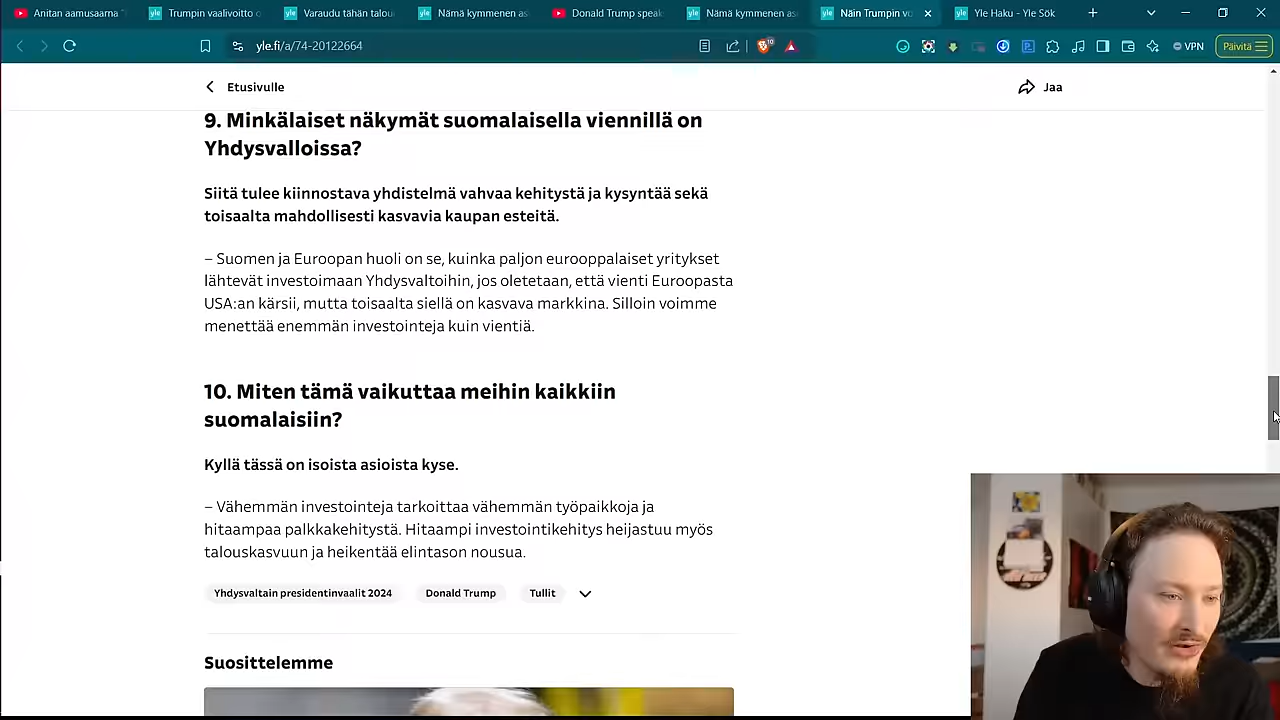 Anitan aamusaarna "
Trumpin vaalivoitto o
Varaudu tähän talou
Nämä kymmenen as
Donald Trump speak
Nämä kymmenen as
Näin Trumpin vo
Yle Haku - Yle Sök
yle.fi/a/74-20122664
10
VPN
Päivitä
Etusivulle
Jaa
9. Minkälaiset näkymät suomalaisella viennillä on
Yhdysvalloissa?
Siitä tulee kiinnostava yhdistelmä vahvaa kehitystä ja kysyntää sekä
toisaalta mahdollisesti kasvavia kaupan esteitä.
– Suomen ja Euroopan huoli on se, kuinka paljon eurooppalaiset yritykset
lähtevät investoimaan Yhdysvaltoihin, jos oletetaan, että vienti Euroopasta
USA:an kärsii, mutta toisaalta siellä on kasvava markkina. Silloin voimme
menettää enemmän investointeja kuin vientiä.
10. Miten tämä vaikuttaa meihin kaikkiin
suomalaisiin?
Kyllä tässä on isoista asioista kyse.
– Vähemmän investointeja tarkoittaa vähemmän työpaikkoja ja
hitaampaa palkkakehitystä. Hitaampi investointikehitys heijastuu myös
talouskasvuun ja heikentää elintason nousua.
Yhdysvaltain presidentinvaalit 2024
Donald Trump
Tullit
Suosittelemme